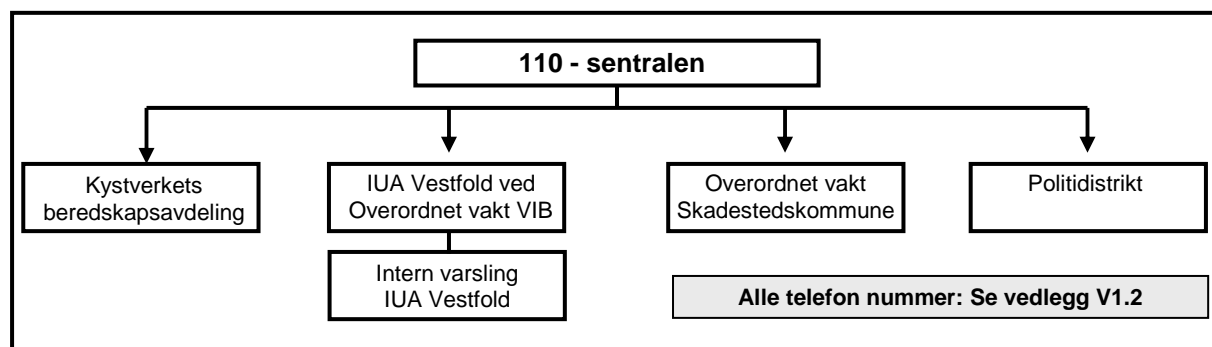 110 - sentralen
Kystverkets
beredskapsavdeling
IUA Vestfold ved
Overordnet vakt VIB
Overordnet vakt
Skadestedskommune
Politidistrikt
Intern varsling
IUA Vestfold
Alle telefon nummer: Se vedlegg V1.2